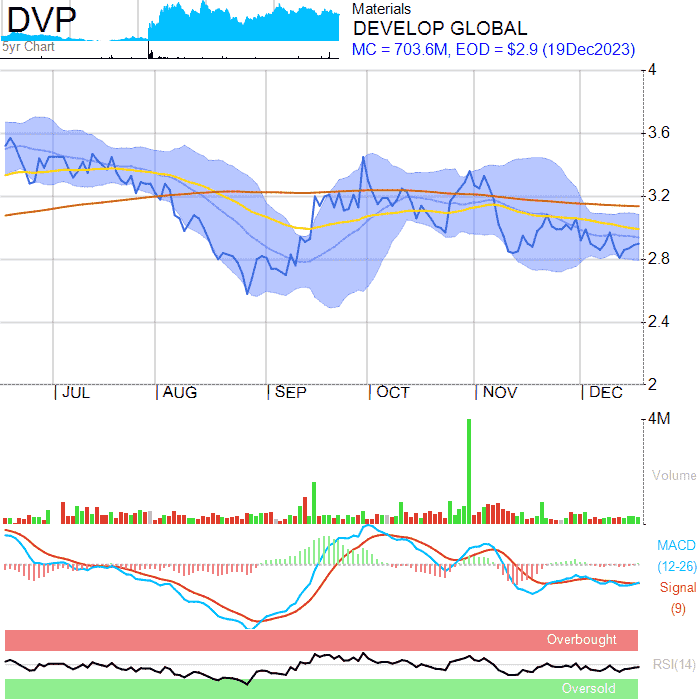 DVP
5yr Chart
Materials
DEVELOP GLOBAL
MC = 703.6M, EOD = $2.9 (19Dec2023)
4
3.6
3.2
2.8
2.4
2
JUL AUG SEP OCT NOV DEC
4M
Volume
MACD
(12-26)
Signal
(9)
Overbought
RSI(14)
Oversold